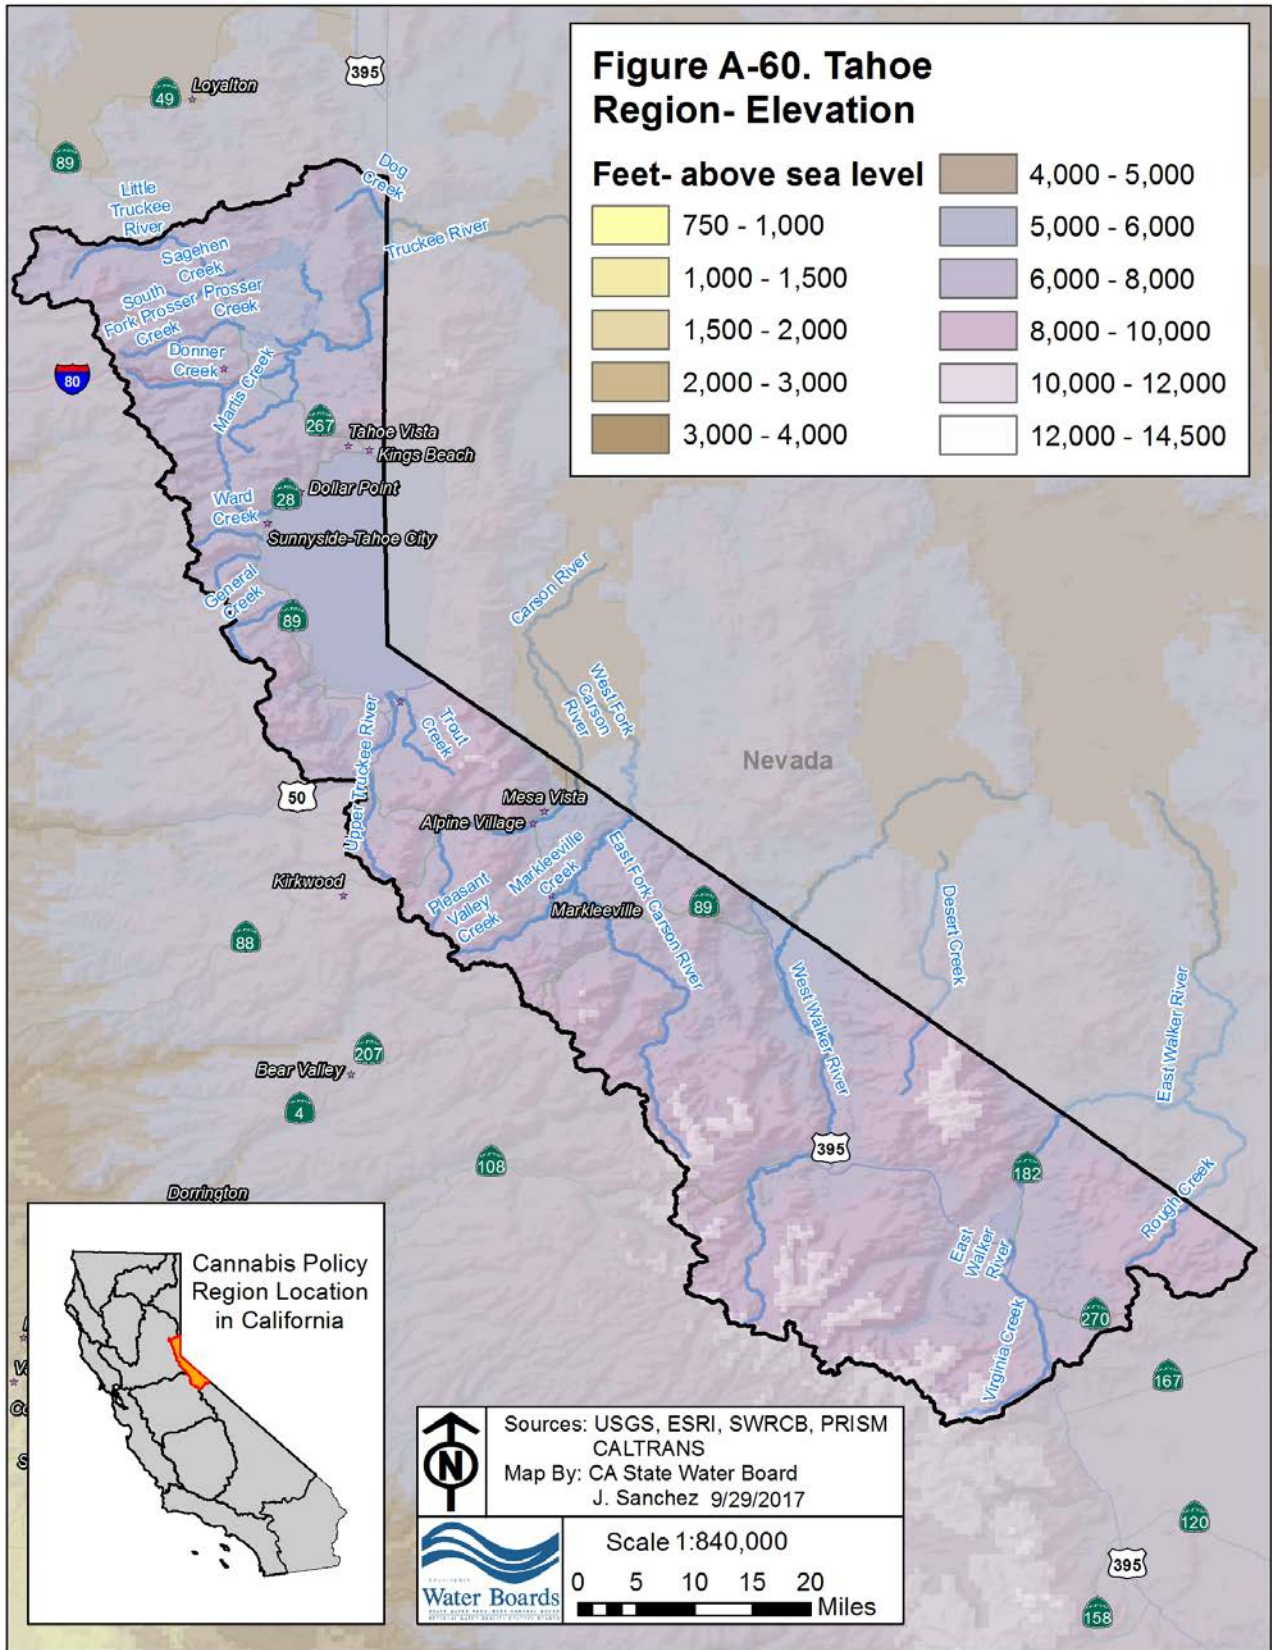 Figure A-60. Tahoe
Region- Elevation
Feet- above sea level
750 - 1,000
1,000 - 1,500
1,500 - 2,000
2,000 - 3,000
3,000 - 4,000
4,000 - 5,000
5,000 - 6,000
6,000 - 8,000
8,000 - 10,000
10,000 - 12,000
12,000 - 14,500
395
49
Loyalton
89
Dog
Creek
Little
Truckee
River
Truckee River
Sagehen
Creek
South
Fork Prosser
Creek
Prosser
Creek
Donner
Creek
80
Martis Creek
267
Tahoe Vista
Kings Beach
28
Dollar Point
Ward
Creek
Sunnyside-Tahoe City
General
Creek
89
Carson River
West Fork
Carson
River
Upper Truckee River
Trout
Creek
Nevada
50
Mesa Vista
Alpine Village
Kirkwood
88
Pleasant
Valley
Creek
Markleeville
Creek
Markleeville
East Fork Carson River
89
West Walker River
Desert Creek
East Walker River
207
Bear Valley
4
108
395
182
Dorrington
Rough Creek
East
Walker
River
270
Virginia Creek
167
120
395
158
Cannabis Policy
Region Location
in California
N
Sources: USGS, ESRI, SWRCB, PRISM
CALTRANS
Map By: CA State Water Board
J. Sanchez 9/29/2017
Water Boards
Scale 1:840,000
0 5 10 15 20
Miles